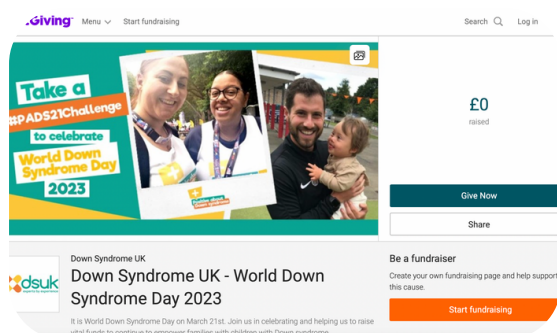 .Giving
Menu
Start fundraising
Search
Log in
Take a
#PADS21Challenge
to celebrate
World Down
Syndrome Day
2023
£0
raised
Give Now
Share
dsuk
Down Syndrome UK
Down Syndrome UK - World Down
Syndrome Day 2023
It is World Down Syndrome Day on March 21st. Join us in celebrating and helping us to raise
vital funds to continue to empower families with children with Down syndrome
Be a fundraiser
Create your own fundraising page and help support
this cause.
Start fundraising